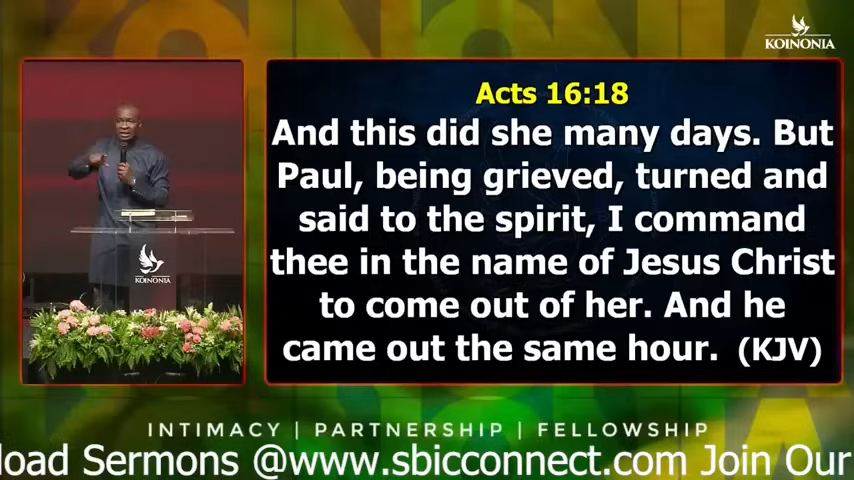 KOINONIA
Acts 16:18
And this did she many days. But
Paul, being grieved, turned and
said to the spirit, I command
thee in the name of Jesus Christ
to come out of her. And he
came out the same hour. (KJV)
KOINONIA
INTIMACY | PARTNERSHIP | FELLOWSHIP
load Sermons @www.sbicconnect.com Join Our